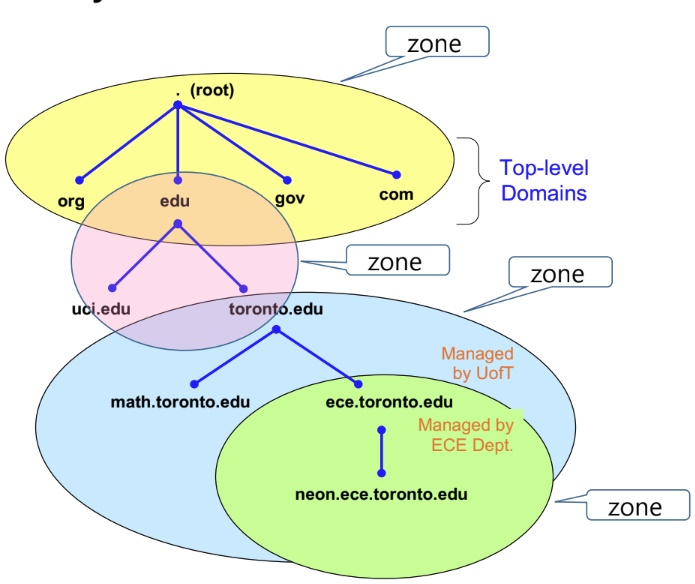 zone
. (root)
org
edu
gov
com
Top-level
Domains
zone
zone
uci.edu
toronto.edu
Managed
by UofT
math.toronto.edu
ece.toronto.edu
Managed by
ECE Dept.
neon.ece.toronto.edu
zone